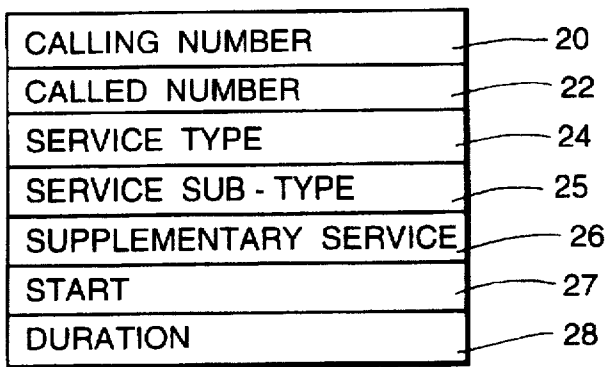 CALLING NUMBER 20
CALLED NUMBER 22
SERVICE TYPE 24
SERVICE SUB - TYPE 25
SUPPLEMENTARY SERVICE 26
START 27
DURATION 28